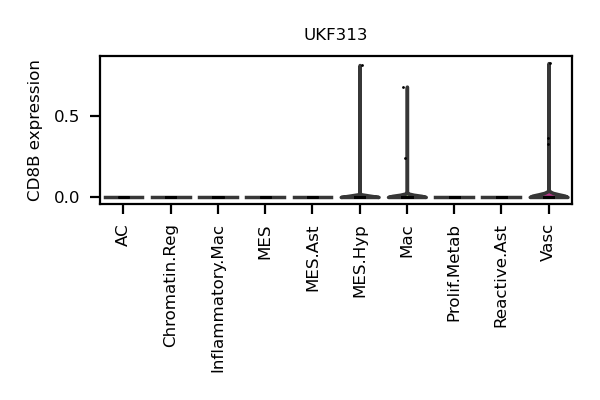 UKF313
CD8B expression
0.5
0.0
AC
Chromatin.Reg
Inflammatory.Mac
MES
MES.Ast
MES.Hyp
Mac
Prolif.Metab
Reactive.Ast
Vasc